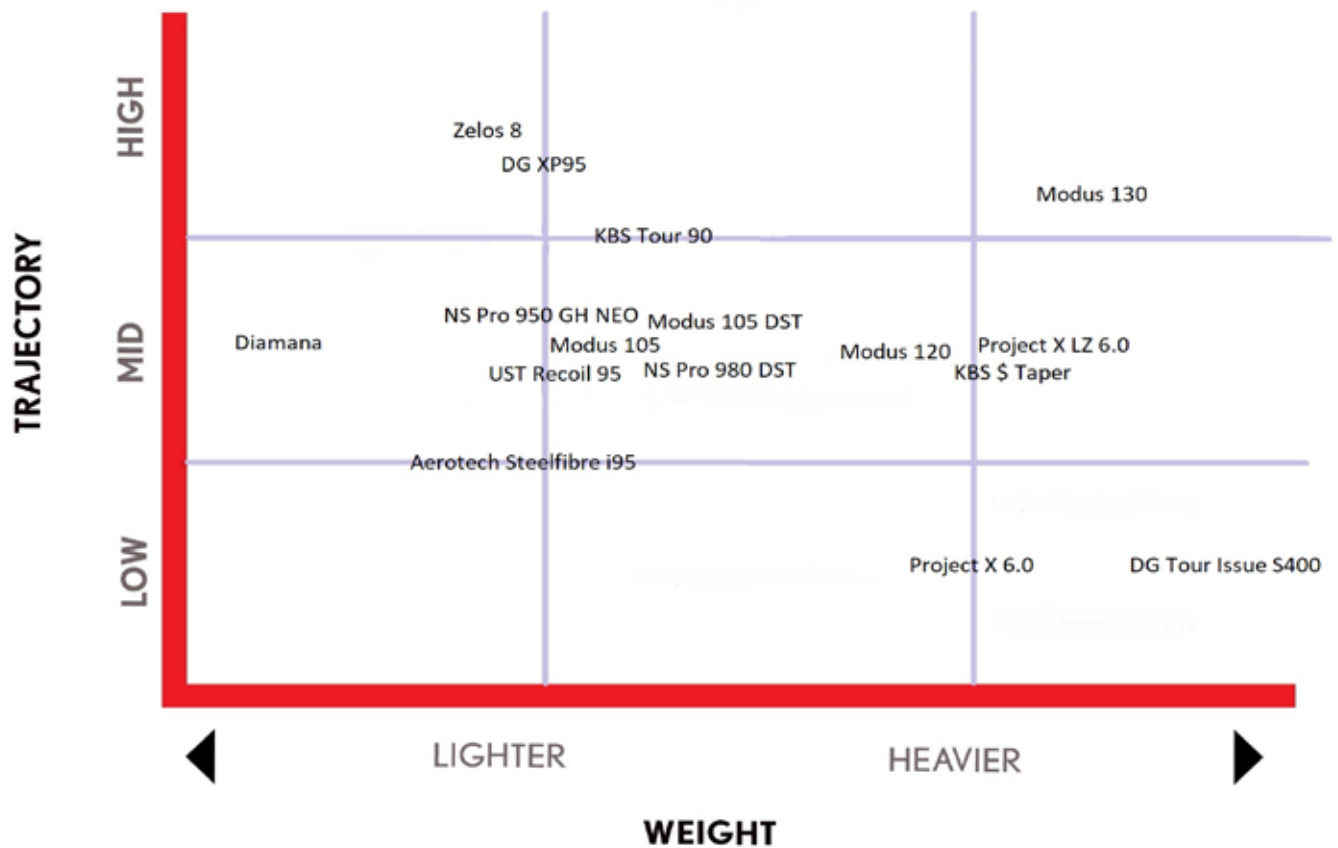 TRAJECTORY
HIGH
MID
LOW
Zelos 8
DG XP95
Modus 130
KBS Tour 90
NS Pro 950 GH NEO
Modus 105 DST
Diamana
Modus 105
Modus 120
Project X LZ 6.0
UST Recoil 95
NS Pro 980 DST
KBS $ Taper
Aerotech Steelfibre i95
Project X 6.0
DG Tour Issue S400
LIGHTER
HEAVIER
WEIGHT